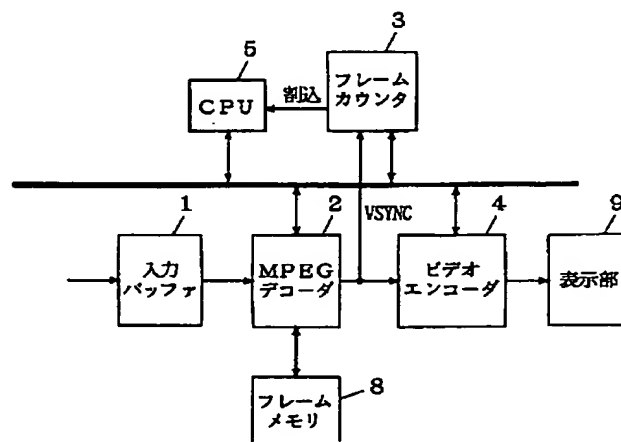 5
3
CPU
割込
フレーム
カウンタ
1
2
VSYNC
4
9
入力
バッファ
MPEG
デコーダ
ビデオ
エンコーダ
表示部
8
フレーム
メモリ